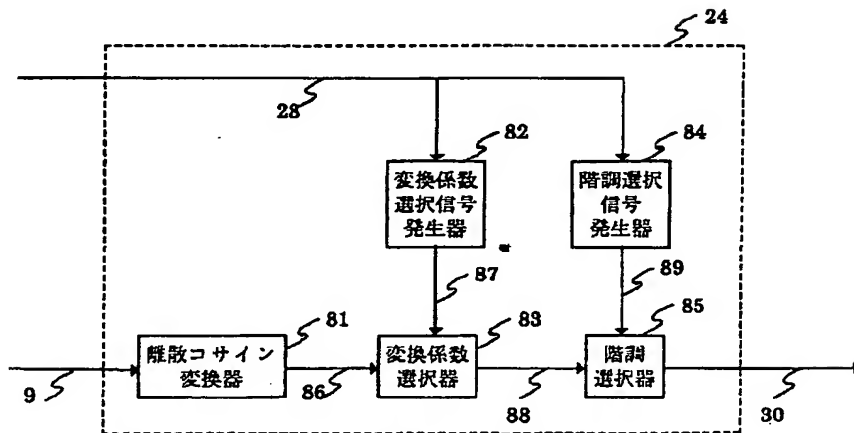 24
28
82
84
変換係数
選択信号
発生器
階調選択
信号
発生器
87
89
81
83
85
離散コサイン
変換器
変換係数
選択器
階調
選択器
9
86
88
30